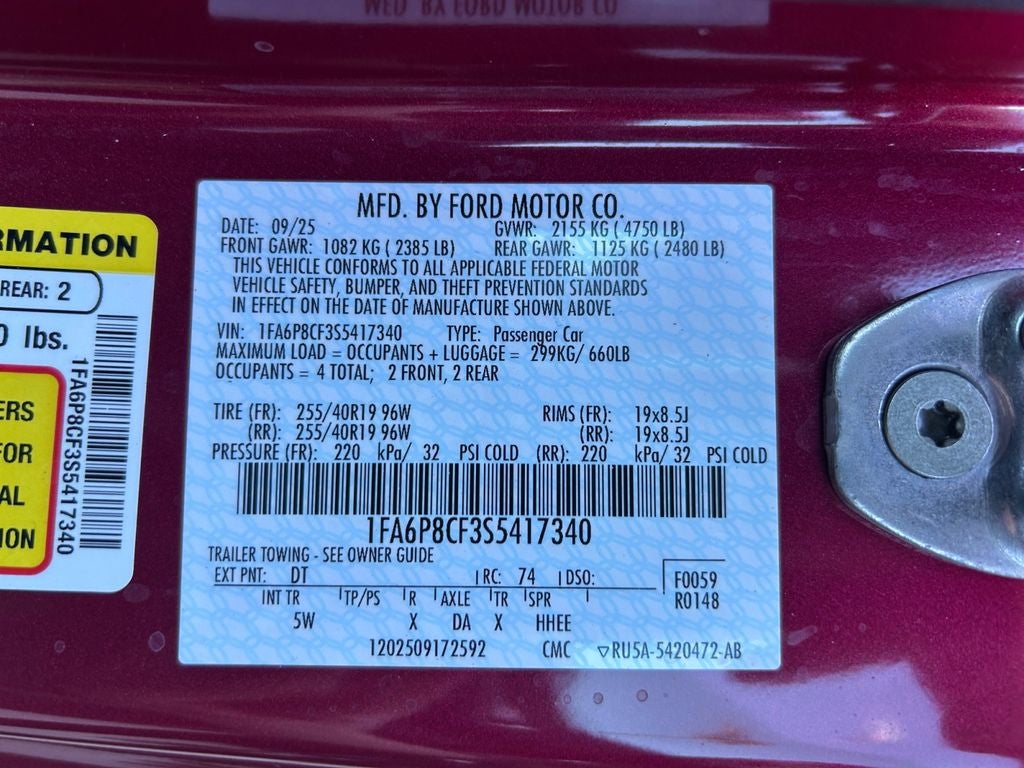 MFD. BY FORD MOTOR CO.
DATE: 09/25 GVWR: 2155 KG ( 4750 LB)
FRONT GAWR: 1082 KG ( 2385 LB) REAR GAWR: 1125 KG ( 2480 LB)
THIS VEHICLE CONFORMS TO ALL APPLICABLE FEDERAL MOTOR
VEHICLE SAFETY, BUMPER, AND THEFT PREVENTION STANDARDS
IN EFFECT ON THE DATE OF MANUFACTURE SHOWN ABOVE.
VIN: 1FA6P8CF3S5417340 TYPE: Passenger Car
MAXIMUM LOAD = OCCUPANTS + LUGGAGE = 299KG/ 660LB
OCCUPANTS = 4 TOTAL; 2 FRONT, 2 REAR
TIRE (FR): 255/40R19 96W RIMS (FR): 19x8.5J
(RR): 255/40R19 96W (RR): 19x8.5J
PRESSURE (FR): 220 kPa/ 32 PSI COLD (RR): 220 kPa/ 32 PSI COLD
1FA6P8CF3S5417340
TRAILER TOWING - SEE OWNER GUIDE
EXT PNT: DT RC: 74 DSO: F0059
R0148
INT TR TP/PS R AXLE TR SPR
5W X DA X HHEE
1202509172592 CMC ▽RU5A-5420472-AB
RMATION
REAR: 2
0 lbs.
ERS
FOR
AL
ION
1FA6P8CF3S5417340